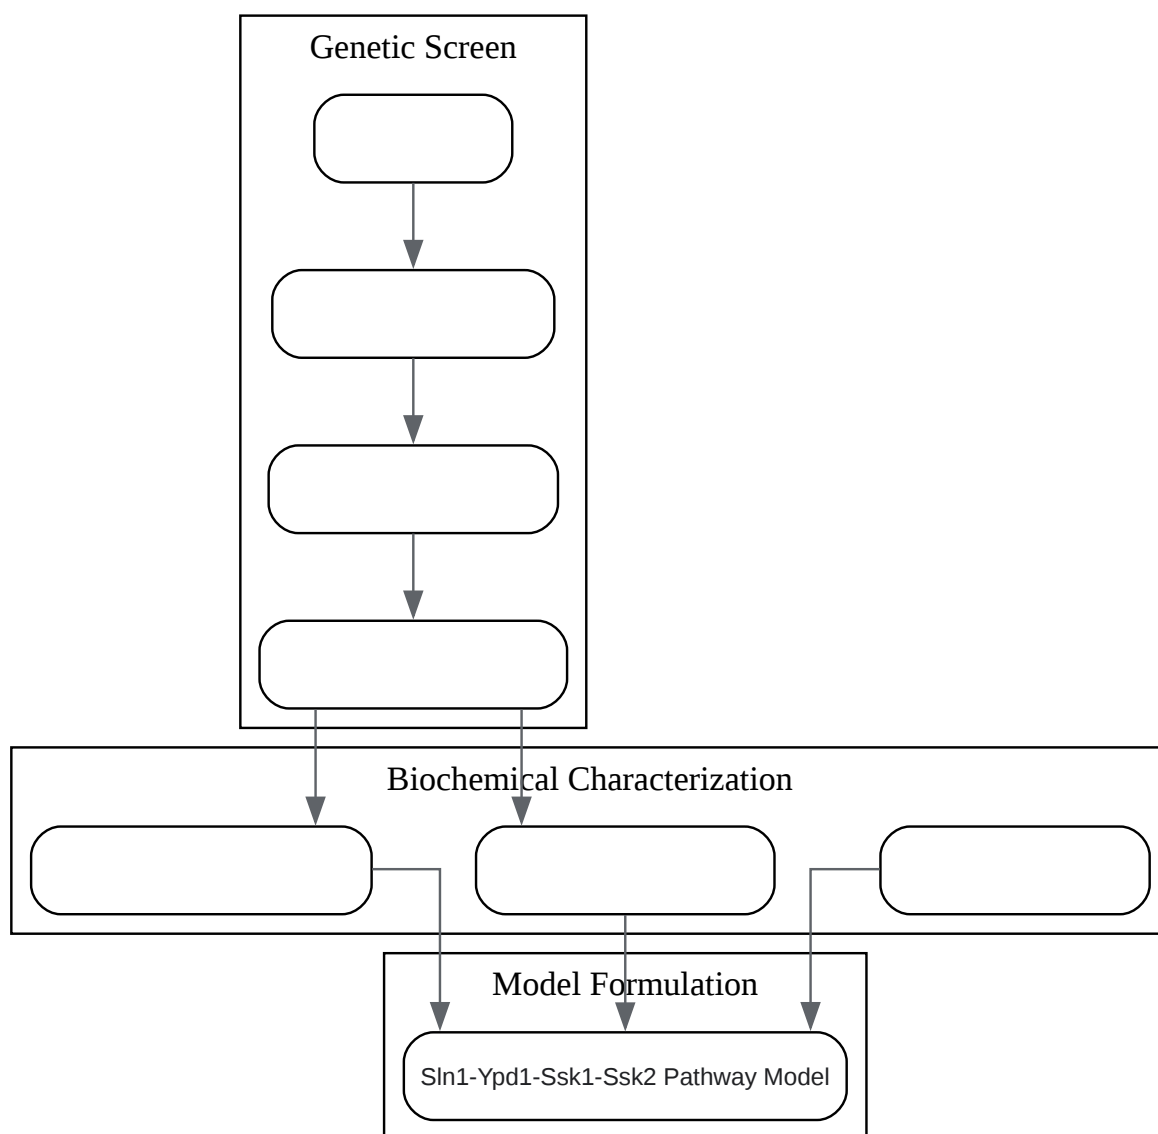 Genetic Screen
Biochemical Characterization
Model Formulation
Sln1-Ypd1-Ssk1-Ssk2 Pathway Model